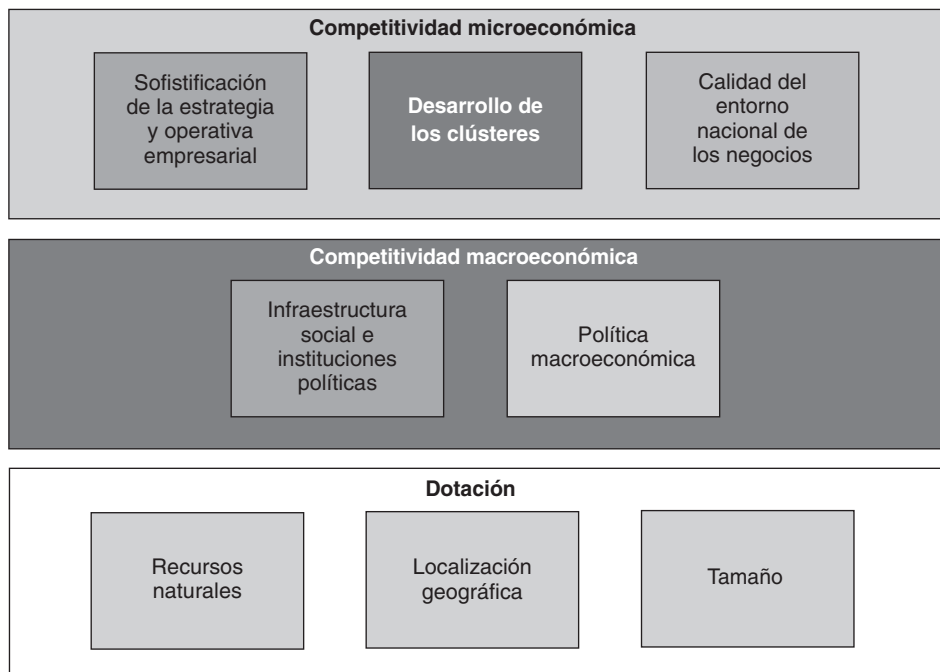 Competitividad microeconómica
Sofistificación
de la estrategia
y operativa
empresarial
Desarrollo de
los clústeres
Calidad del
entorno
nacional de
los negocios
Competitividad macroeconómica
Infraestructura
social e
instituciones
políticas
Política
macroeconómica
Dotación
Recursos
naturales
Localización
geográfica
Tamaño